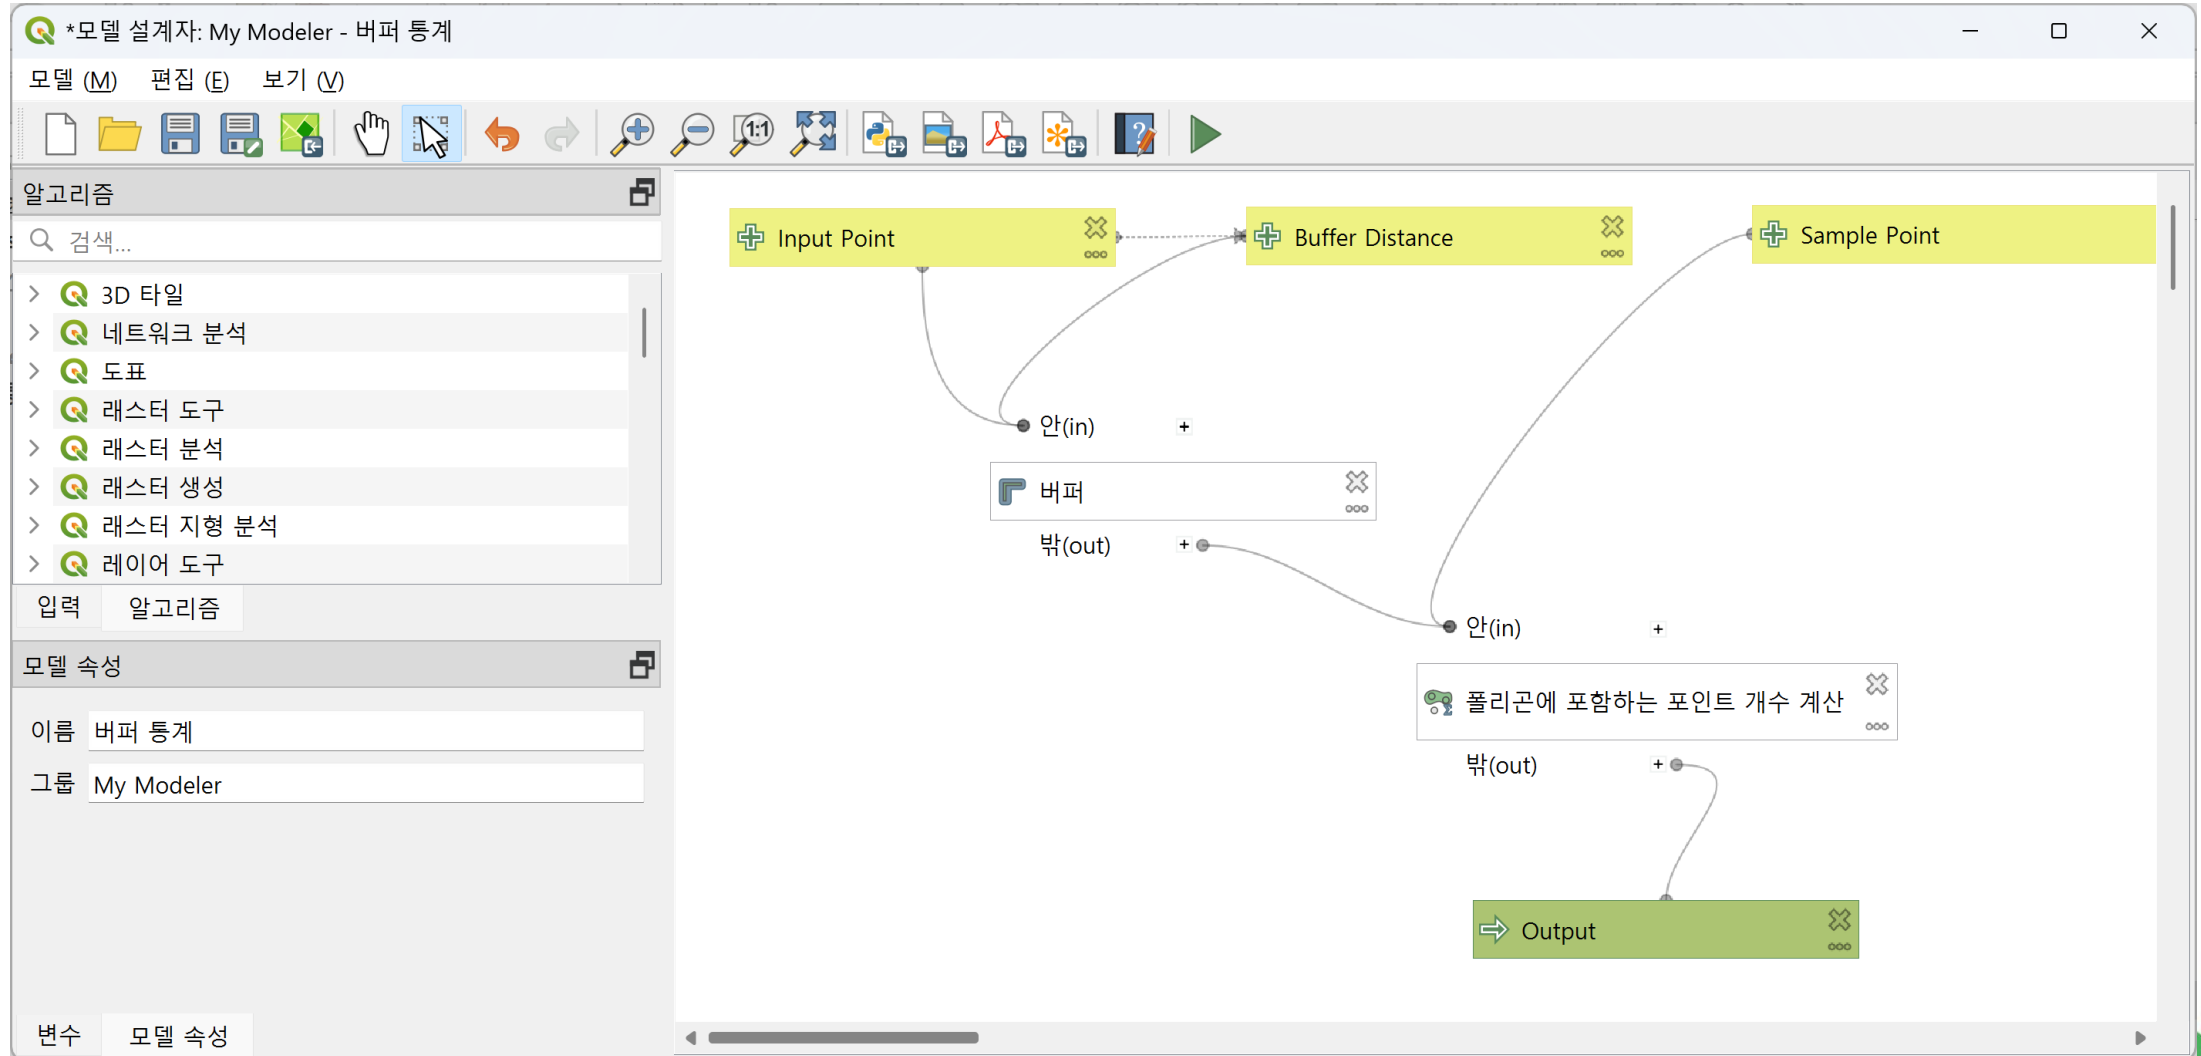 *모델 설계자: My Modeler - 버퍼 통계
모델 (M) 편집 (E) 보기 (V)
1:1
알고리즘
검색...
3D 타일
네트워크 분석
도표
래스터 도구
래스터 분석
래스터 생성
래스터 지형 분석
레이어 도구
입력 알고리즘
모델 속성
이름 버퍼 통계
그룹 My Modeler
변수 모델 속성
Input Point
Buffer Distance
Sample Point
안(in) +
버퍼
밖(out) +
안(in) +
폴리곤에 포함하는 포인트 개수 계산
밖(out) +
Output